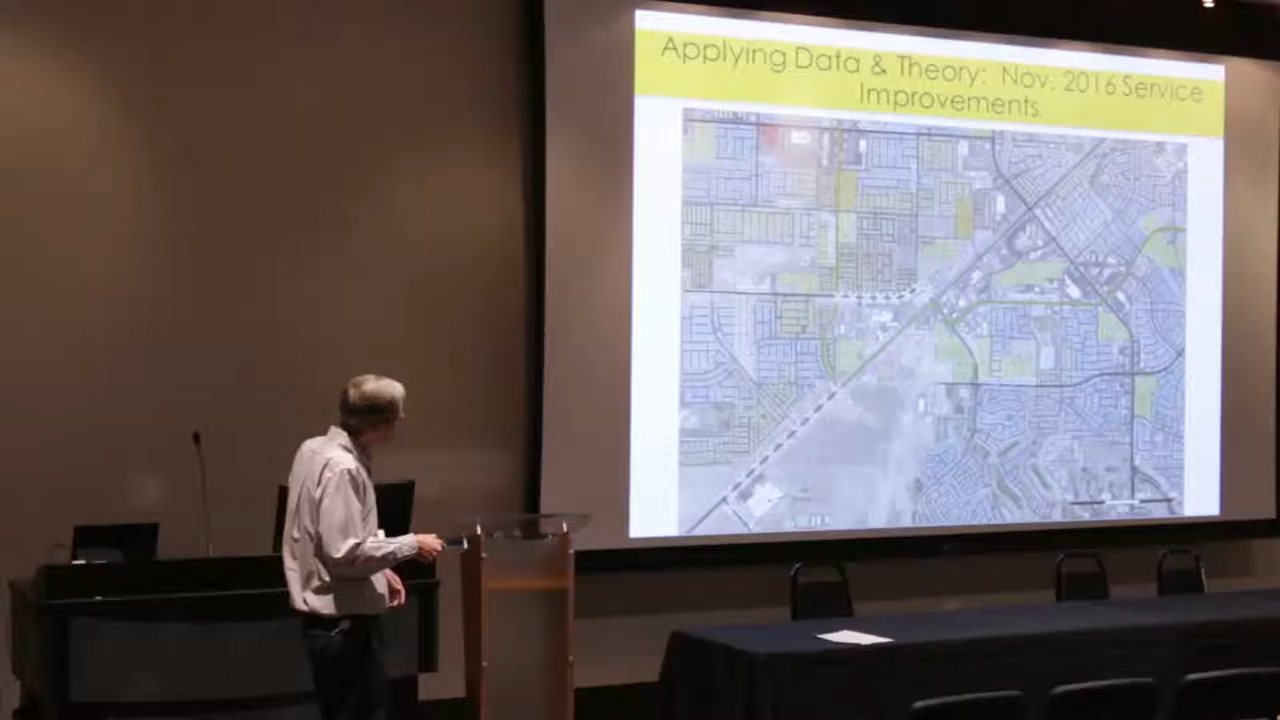 Applying Data & Theory: Nov. 2016 Service
Improvements